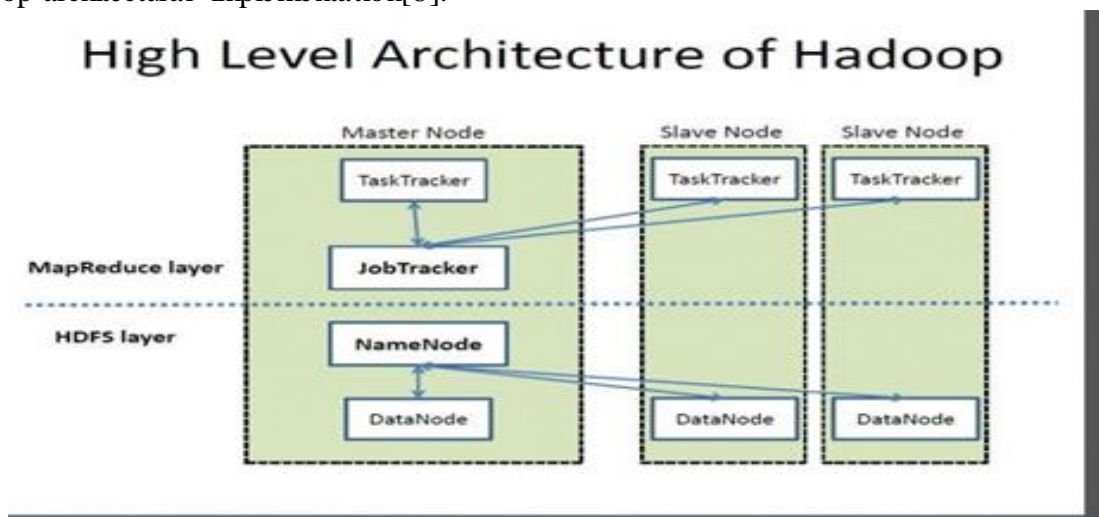 High Level Architecture of Hadoop
Master Node
Slave Node
Slave Node
TaskTracker
TaskTracker
TaskTracker
MapReduce layer
JobTracker
HDFS layer
NameNode
DataNode
DataNode
DataNode